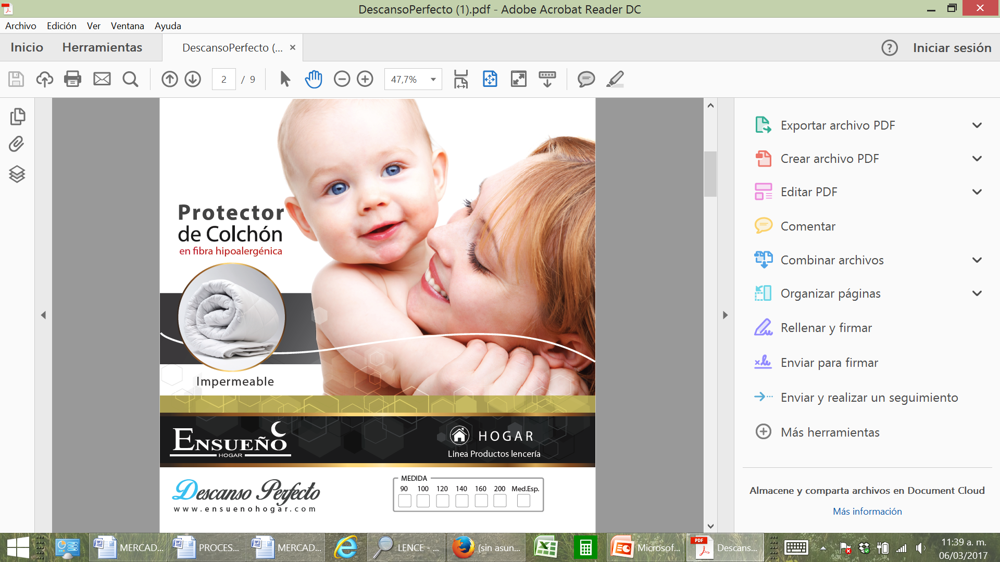 DescansoPerfecto (1).pdf - Adobe Acrobat Reader DC
Archivo Edición Ver Ventana Ayuda
Inicio Herramientas DescansoPerfecto (... × ? Iniciar sesión
2 / 9 47,7%
Protector
de Colchón
en fibra hipoalergénica
Impermeable
ENSUEÑO
HOGAR
HOGAR
Linea Productos lencería
Descanso Perfecto
www.ensuenohogar.com
MEDIDA
90 100 120 140 160 200 Med.Esp.
Exportar archivo PDF
Crear archivo PDF
Editar PDF
Comentar
Combinar archivos
Organizar páginas
Rellenar y firmar
Enviar para firmar
Enviar y realizar un seguimiento
Más herramientas
Almacene y comparta archivos en Document Cloud
Más información
MERCAD... PROCES... MERCAD... LENCE - ... (sin asun... Microsof... PDF Descans...
11:39 a. m.
06/03/2017